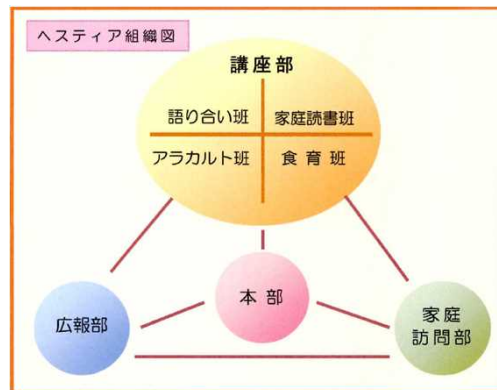 ヘスティア組織図
講座部
語り合い班
家庭読書班
アラカルト班
食育班
本部
広報部
家庭
訪問部